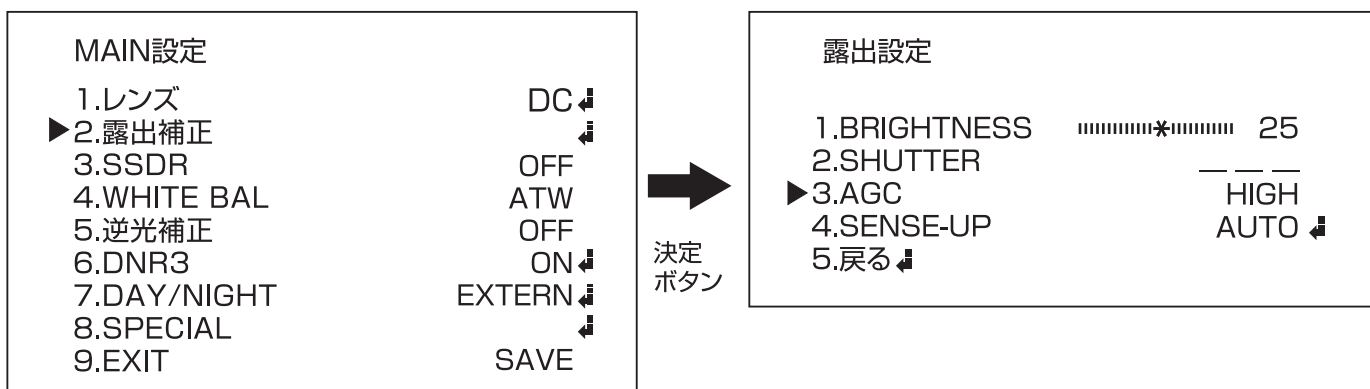 MAIN設定
1.レンズ DC
2.露出補正
3.SSDR OFF
4.WHITE BAL ATW
5.逆光補正 OFF
6.DNR3 ON
7.DAY/NIGHT EXTERN
8.SPECIAL
9.EXIT SAVE
決定
ボタン
露出設定
1.BRIGHTNESS 25
2.SHUTTER _ _ _
3.AGC HIGH
4.SENSE-UP AUTO
5.戻る